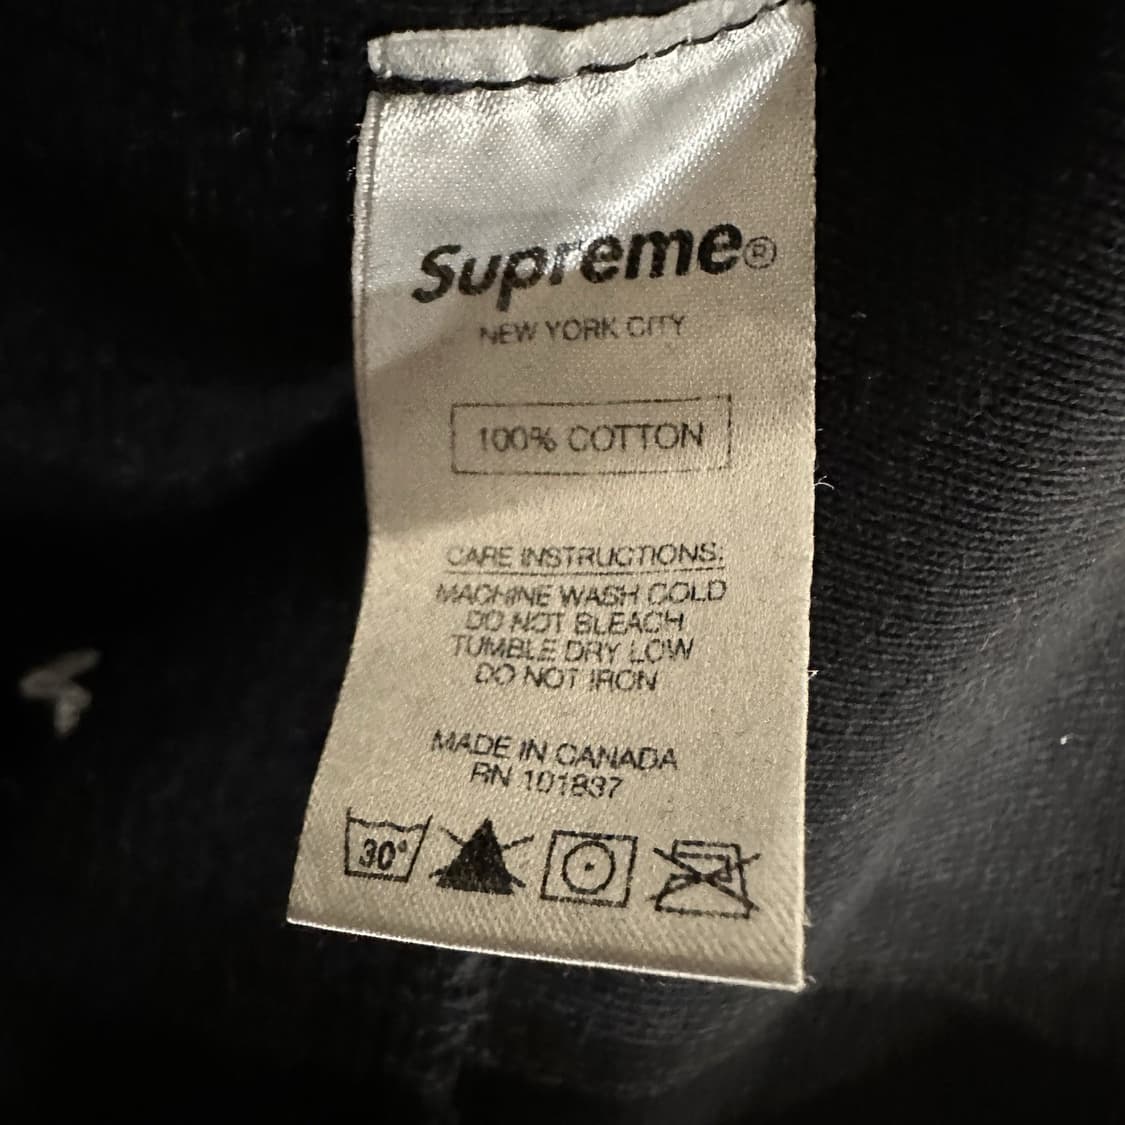 Supreme®
NEW YORK CITY
100% COTTON
CARE INSTRUCTIONS:
MACHINE WASH COLD
DO NOT BLEACH
TUMBLE DRY LOW
DO NOT IRON
MADE IN CANADA
RN 101837
30°